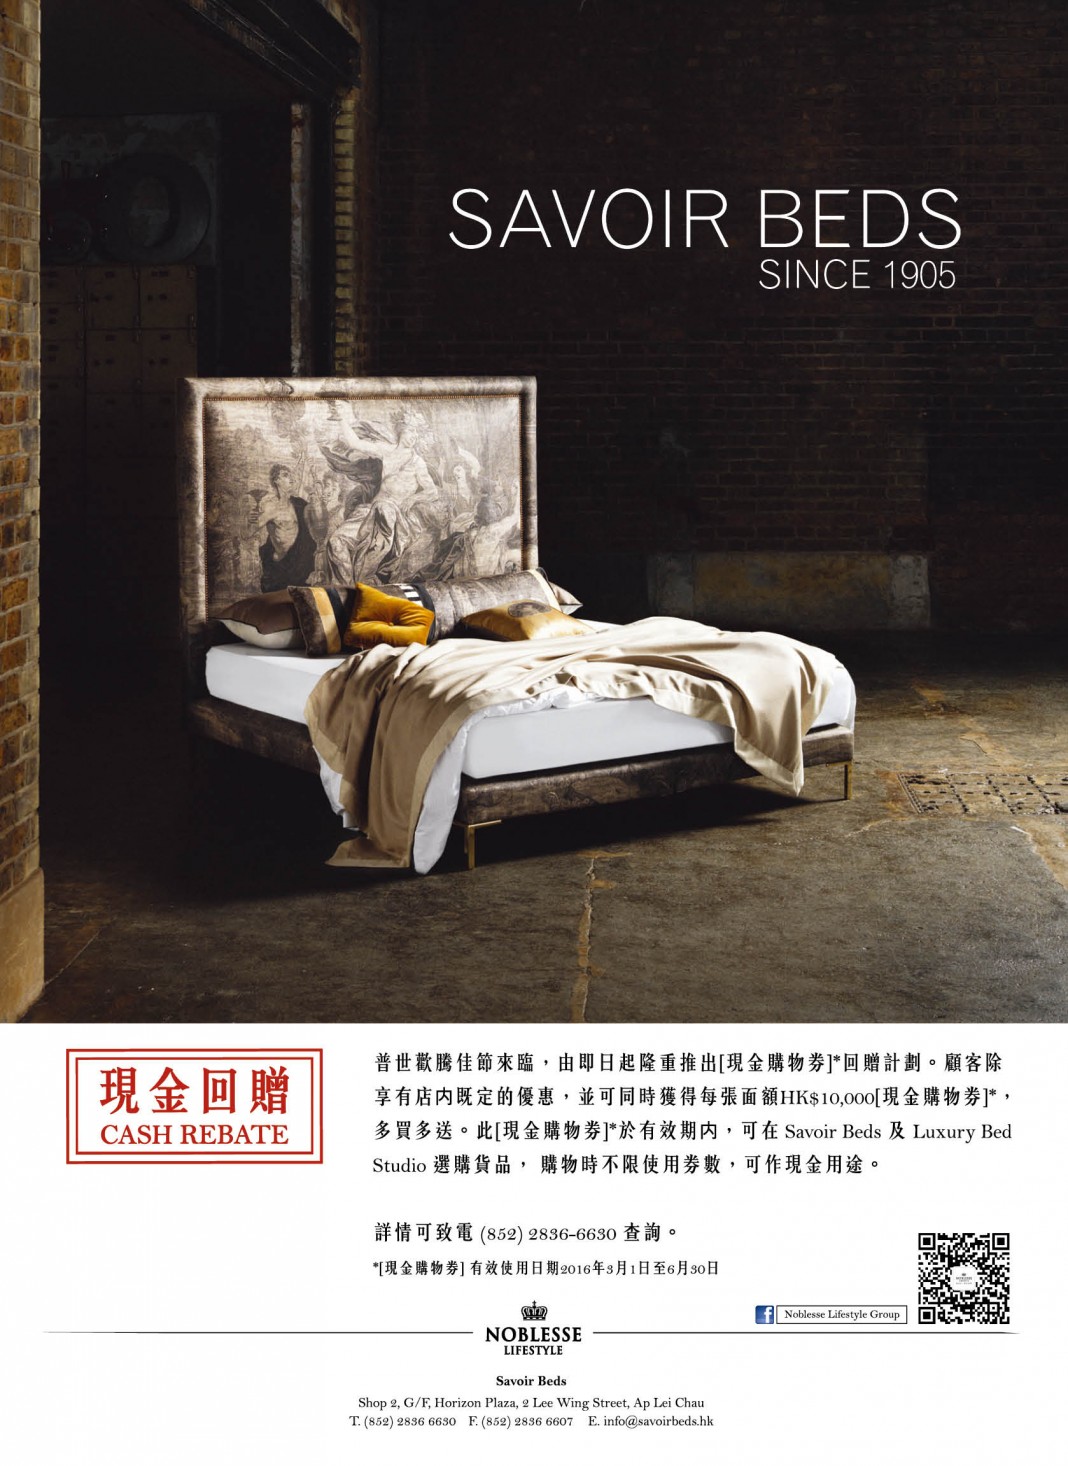 SAVOIR BEDS
SINCE 1905
現金回贈
CASH REBATE
普世歡騰佳節來臨，由即日起隆重推出[現金購物券]*回贈計劃。顧客除
享有店內既定的優惠，並可同時獲得每張面額HK$10,000[現金購物券]*，
多買多送。此[現金購物券]*於有效期內，可在 Savoir Beds 及 Luxury Bed
Studio 選購貨品， 購物時不限使用券數，可作現金用途。
詳情可致電 (852) 2836-6630 查詢。
*[現金購物券] 有效使用日期2016年3月1日至6月30日
Noblesse Lifestyle Group
NOBLESSE
LIFESTYLE
Savoir Beds
Shop 2, G/F, Horizon Plaza, 2 Lee Wing Street, Ap Lei Chau
T. (852) 2836 6630 F. (852) 2836 6607 E. info@savoirbeds.hk